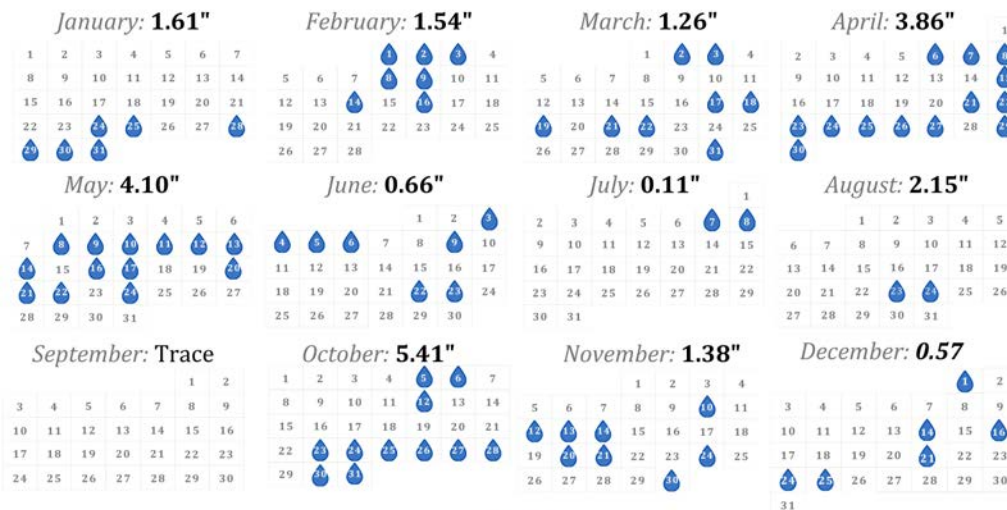 January: 1.61"
1 2 3 4 5 6 7
8 9 10 11 12 13 14
15 16 17 18 19 20 21
22 23 24 25 26 27 28
29 30 31
February: 1.54"
1 2 3 4
5 6 7 8 9 10 11
12 13 14 15 16 17 18
19 20 21 22 23 24 25
26 27 28
March: 1.26"
1 2 3 4
5 6 7 8 9 10 11
12 13 14 15 16 17 18
19 20 21 22 23 24 25
26 27 28 29 30 31
April: 3.86"
1
2 3 4 5 6 7 8
9 10 11 12 13 14
16 17 18 19 20 21
23 24 25 26 27 28
30
May: 4.10"
1 2 3 4 5 6
7 8 9 10 11 12 13
14 15 16 17 18 19 20
21 22 23 24 25 26 27
28 29 30 31
June: 0.66"
1 2 3
4 5 6 7 8 9 10
11 12 13 14 15 16 17
18 19 20 21 22 23 24
25 26 27 28 29 30
July: 0.11"
1
2 3 4 5 6 7 8
9 10 11 12 13 14 15
16 17 18 19 20 21 22
23 24 25 26 27 28 29
30 31
August: 2.15"
1 2 3 4 5
6 7 8 9 10 11 12
13 14 15 16 17 18 19
20 21 22 23 24 25 26
27 28 29 30 31
September: Trace
1 2
3 4 5 6 7 8 9
10 11 12 13 14 15 16
17 18 19 20 21 22 23
24 25 26 27 28 29 30
October: 5.41"
1 2 3 4 5 6 7
8 9 10 11 12 13 14
15 16 17 18 19 20 21
22 23 24 25 26 27 28
29 30 31
November: 1.38"
1 2 3 4
5 6 7 8 9 10 11
12 13 14 15 16 17 18
19 20 21 22 23 24 25
26 27 28 29 30
December: 0.57
1 2
3 4 5 6 7 8 9
10 11 12 13 14 15 16
17 18 19 20 21 22 23
24 25 26 27 28 29 30
31